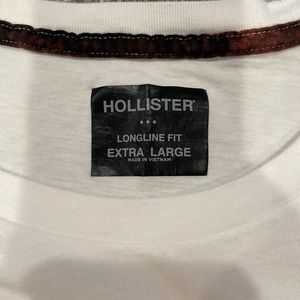 HOLLISTER
LONGLINE FIT
EXTRA LARGE
MADE IN VIETNAM